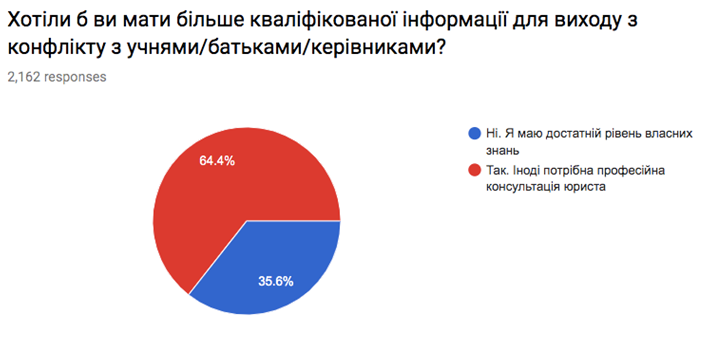 Хотіли б ви мати більше кваліфікованої інформації для виходу з
конфлікту з учнями/батьками/керівниками?
2,162 responses
64.4%
35.6%
Ні. Я маю достатній рівень власних
знань
Так. Іноді потрібна професійна
консультація юриста